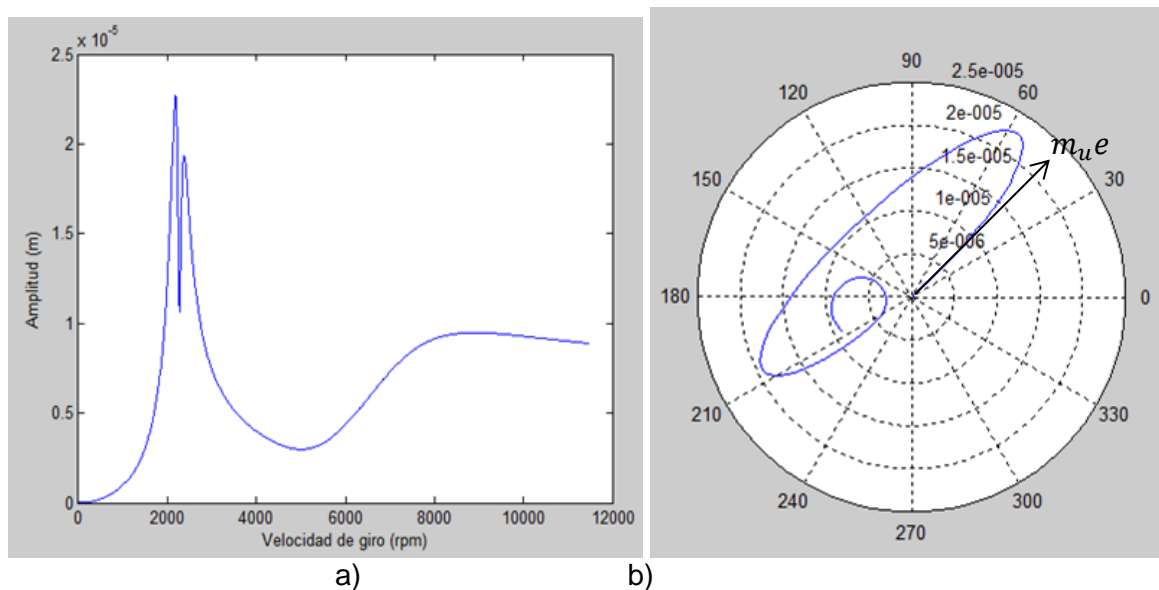 x 10⁻⁵
2.5
2
1.5
1
0.5
0
0 2000 4000 6000 8000 10000 12000
Amplitud (m)
Velocidad de giro (rpm)
a)
90
2.5e-005
120
60
2e-005
m_u e
1.5e-005
150
30
1e-005
5e-006
180
0
210
330
240
300
270
b)